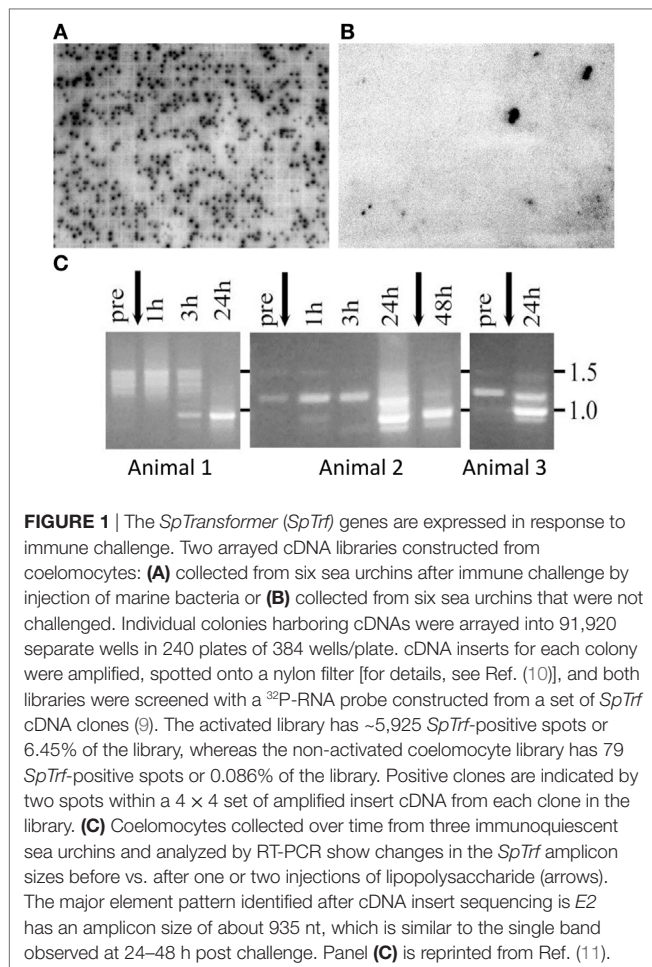 A
B
C
pre 1h 3h 24h pre 1h 3h 24h 48h pre 24h
1.5
1.0
Animal 1 Animal 2 Animal 3
FIGURE 1 | The SpTransformer (SpTrf) genes are expressed in response to
immune challenge. Two arrayed cDNA libraries constructed from
coelomocytes: (A) collected from six sea urchins after immune challenge by
injection of marine bacteria or (B) collected from six sea urchins that were not
challenged. Individual colonies harboring cDNAs were arrayed into 91,920
separate wells in 240 plates of 384 wells/plate. cDNA inserts for each colony
were amplified, spotted onto a nylon filter [for details, see Ref. (10)], and both
libraries were screened with a ³²P-RNA probe constructed from a set of SpTrf
cDNA clones (9). The activated library has ~5,925 SpTrf-positive spots or
6.45% of the library, whereas the non-activated coelomocyte library has 79
SpTrf-positive spots or 0.086% of the library. Positive clones are indicated by
two spots within a 4 × 4 set of amplified insert cDNA from each clone in the
library. (C) Coelomocytes collected over time from three immunoquiescent
sea urchins and analyzed by RT-PCR show changes in the SpTrf amplicon
sizes before vs. after one or two injections of lipopolysaccharide (arrows).
The major element pattern identified after cDNA insert sequencing is E2
has an amplicon size of about 935 nt, which is similar to the single band
observed at 24–48 h post challenge. Panel (C) is reprinted from Ref. (11).